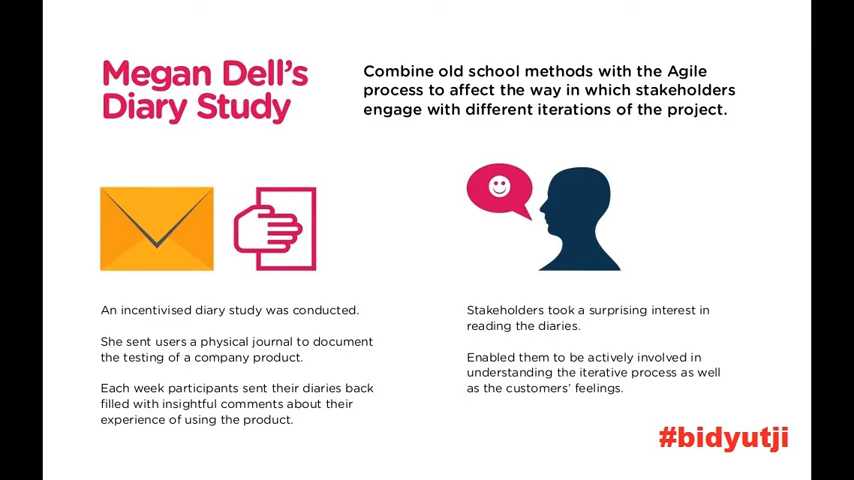 Megan Dell's
Diary Study
Combine old school methods with the Agile
process to affect the way in which stakeholders
engage with different iterations of the project.
An incentivised diary study was conducted.
She sent users a physical journal to document
the testing of a company product.
Each week participants sent their diaries back
filled with insightful comments about their
experience of using the product.
Stakeholders took a surprising interest in
reading the diaries.
Enabled them to be actively involved in
understanding the iterative process as well
as the customers' feelings.
#bidyutji